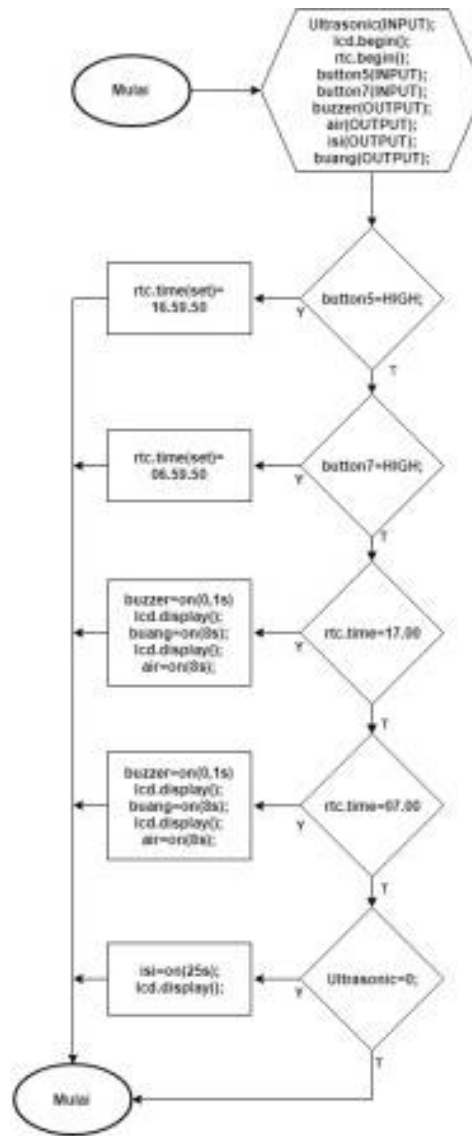 Mulai
Ultrasonic(INPUT);
lcd.begin();
rtc.begin();
button5(INPUT);
button7(INPUT);
buzzer(OUTPUT);
air(OUTPUT);
isi(OUTPUT);
buang(OUTPUT);
button5=HIGH;
Y
T
rtc.time(set)=
16.59.50
button7=HIGH;
Y
T
rtc.time(set)=
06.59.50
rtc.time=17.00
Y
T
buzzer=on(0,1s)
lcd.display();
buang=on(8s);
lcd.display();
air=on(8s);
rtc.time=07.00
Y
T
buzzer=on(0,1s)
lcd.display();
buang=on(8s);
lcd.display();
air=on(8s);
Ultrasonic=0;
Y
T
isi=on(25s);
lcd.display();
Mulai